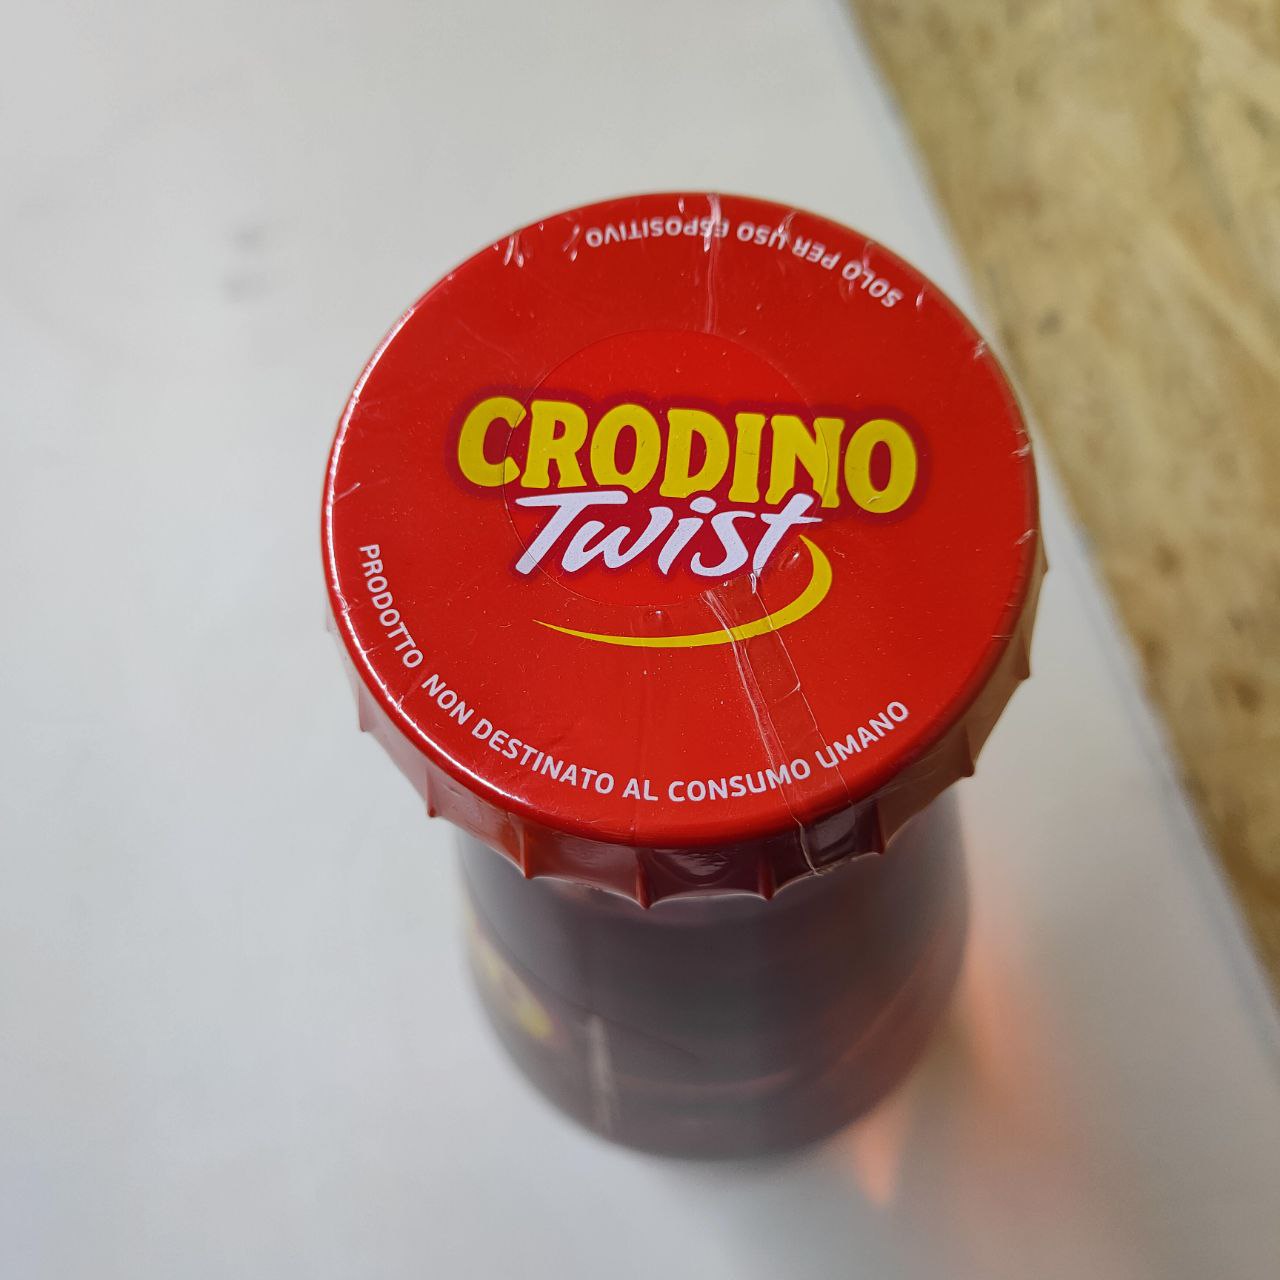 SOLO PER USO ESPOSITIVO
CRODINO
Twist
PRODOTTO NON DESTINATO AL CONSUMO UMANO